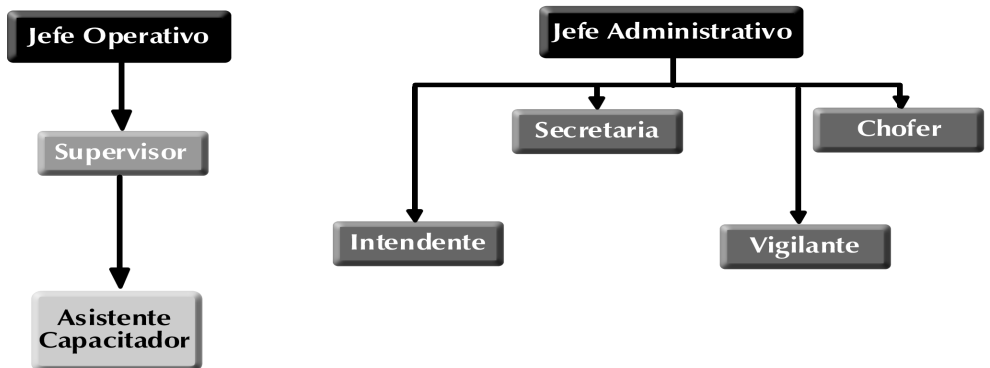 Jefe Operativo
Jefe Administrativo
Supervisor
Secretaria
Chofer
Intendente
Vigilante
Asistente
Capacitador